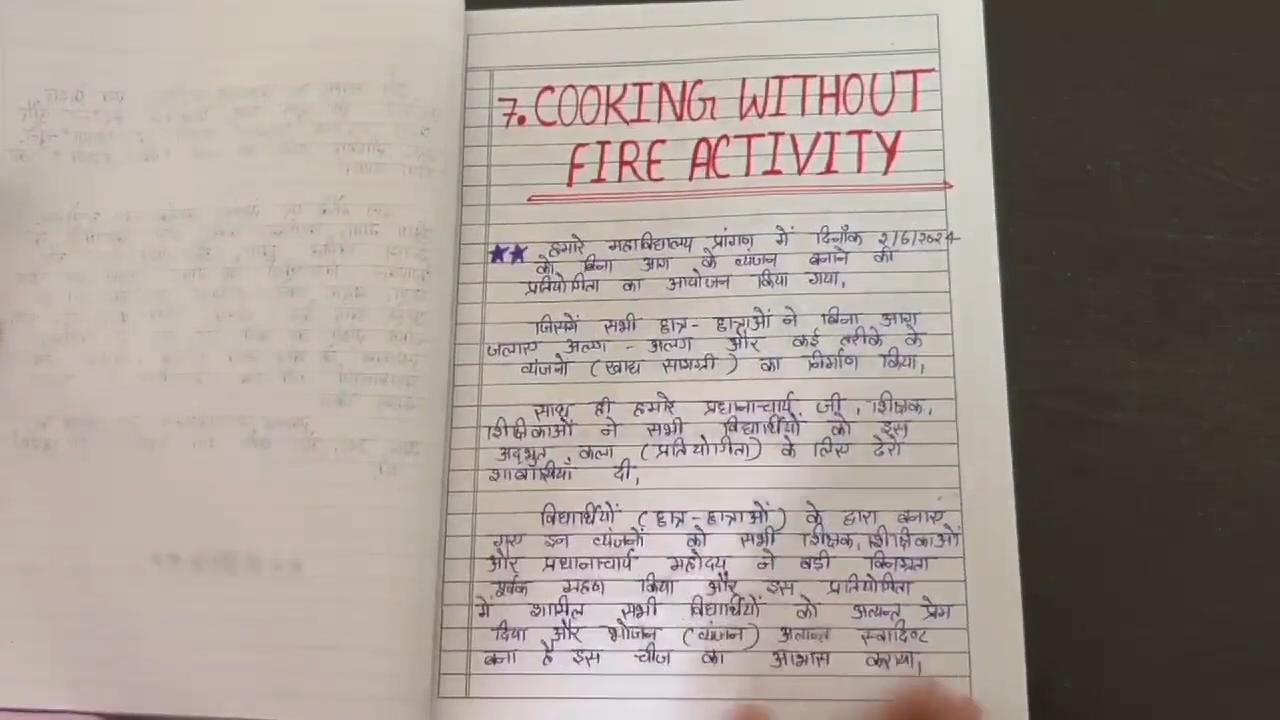 7. COOKING WITHOUT
FIRE ACTIVITY
हमारे महाविद्यालय प्रांगण में दिनाँक 2/6/2024
को बिना आग के व्यंजन बनाने की
प्रतियोगिता का आयोजन किया गया,
जिसमें सभी छात्र-छात्राओं ने बिना आग
जलाए अलग-अलग और कई तरीके के
व्यंजनो (खाद्य सामग्री) का निर्माण किया,
साथ ही हमारे प्रधानाचार्य जी, शिक्षक,
शिक्षिकाओं ने सभी विद्यार्थियों को इस
अद्भुत कला (प्रतियोगिता) के लिए ढेरों
शाबासियाँ दी,
विद्यार्थियों (छात्र-छात्राओं) के द्वारा बनाए
गए इन व्यंजनों को सभी शिक्षक, शिक्षिकाओं
और प्रधानाचार्य महोदय ने बड़ी विनम्रता
पूर्वक ग्रहण किया और इस प्रतियोगिता
में शामिल सभी विद्यार्थियों को अत्यन्त प्रेम
दिया और भोजन (व्यंजन) अत्यन्त स्वादिष्ट
बना है इस चीज का आभास कराया,